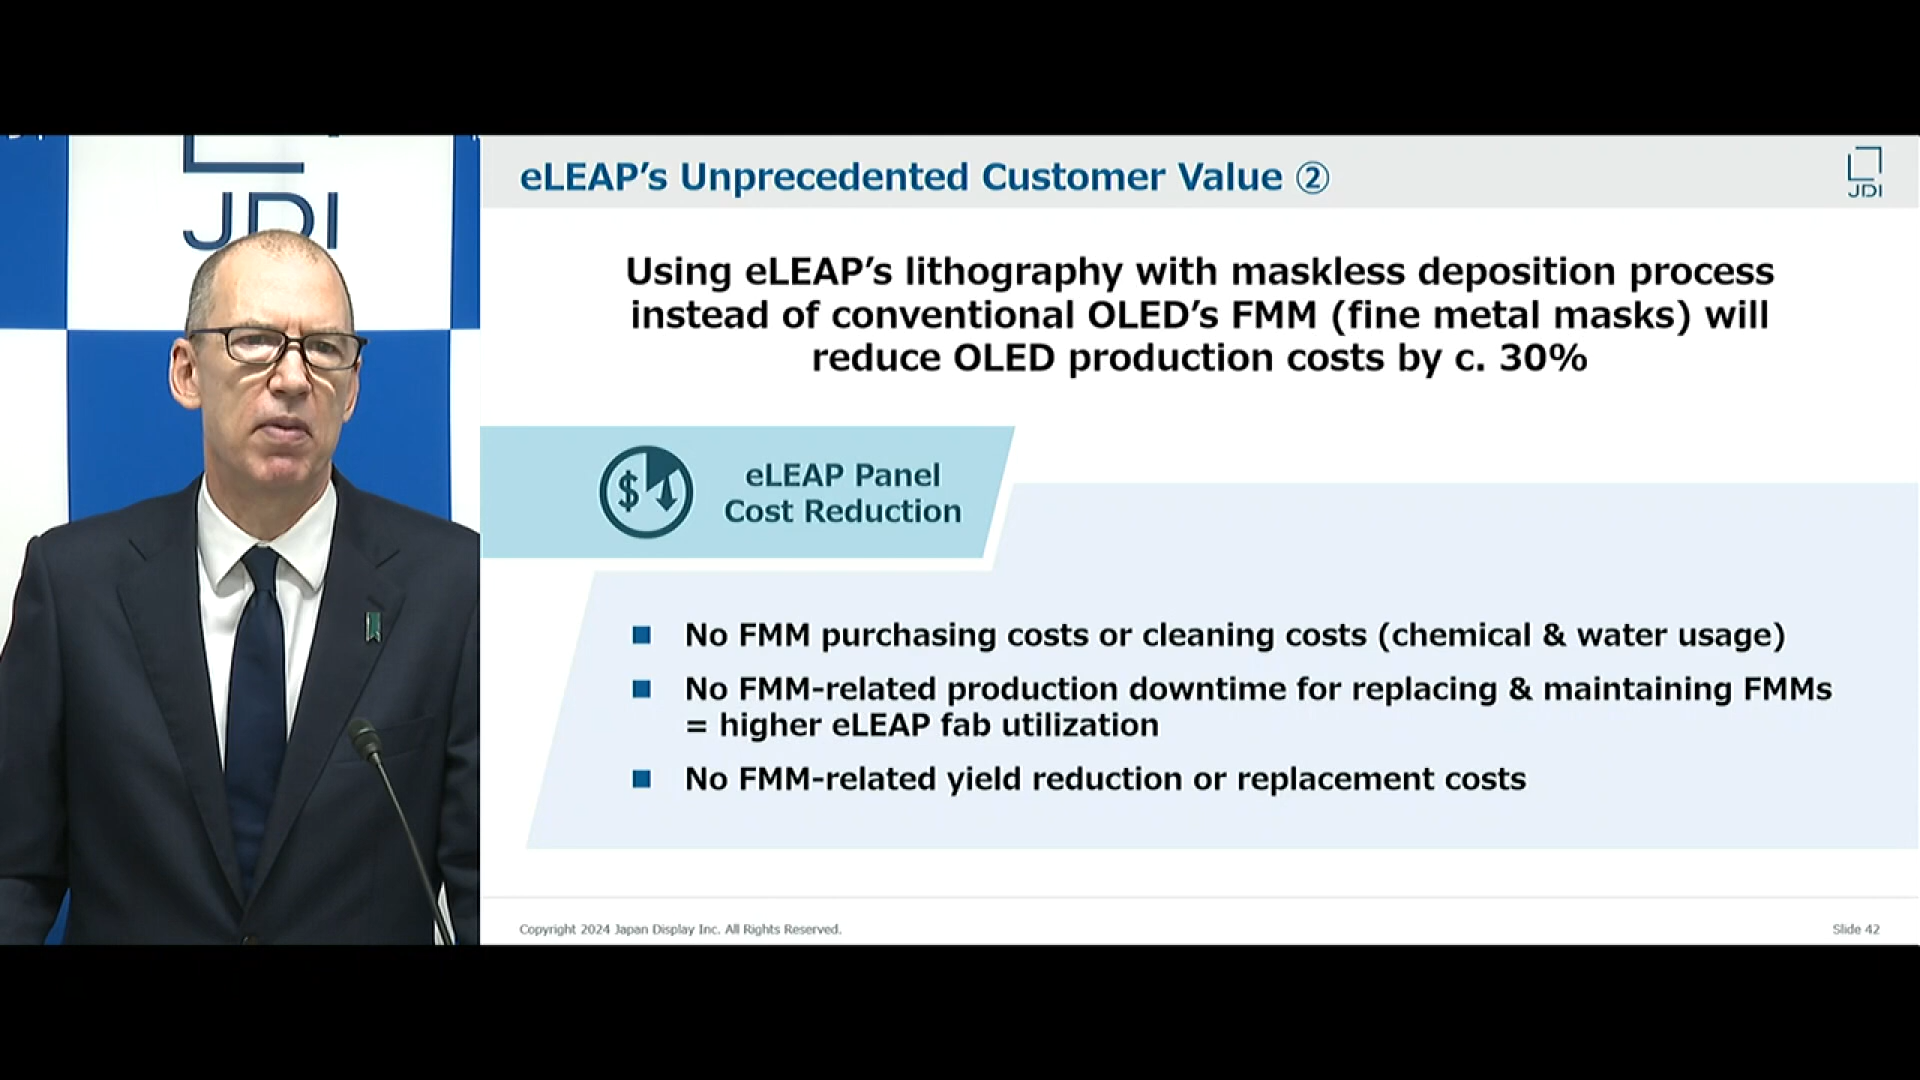 JDI
eLEAP’s Unprecedented Customer Value ②
JDI
Using eLEAP’s lithography with maskless deposition process
instead of conventional OLED’s FMM (fine metal masks) will
reduce OLED production costs by c. 30%
$
eLEAP Panel
Cost Reduction
■ No FMM purchasing costs or cleaning costs (chemical & water usage)
■ No FMM-related production downtime for replacing & maintaining FMMs
= higher eLEAP fab utilization
■ No FMM-related yield reduction or replacement costs
Copyright 2024 Japan Display Inc. All Rights Reserved.
Slide 42